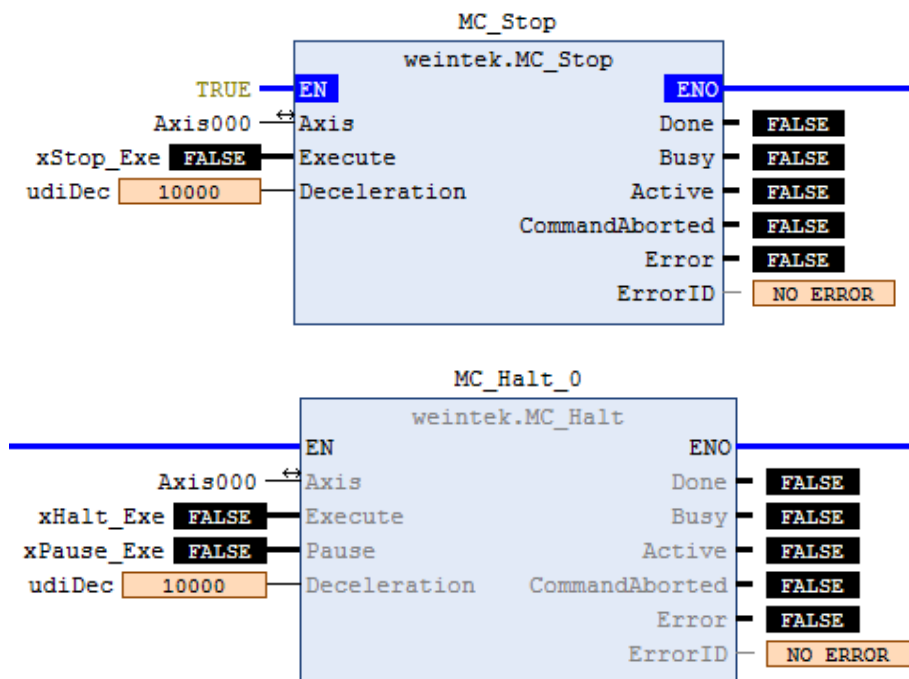 MC_Stop
weintek.MC_Stop
TRUE EN ENO
Axis000 Axis Done FALSE
xStop_Exe FALSE Execute Busy FALSE
udiDec 10000 Deceleration Active FALSE
CommandAborted FALSE
Error FALSE
ErrorID NO ERROR
MC_Halt_0
weintek.MC_Halt
EN ENO
Axis000 Axis Done FALSE
xHalt_Exe FALSE Execute Busy FALSE
xPause_Exe FALSE Pause Active FALSE
udiDec 10000 Deceleration CommandAborted FALSE
Error FALSE
ErrorID NO ERROR